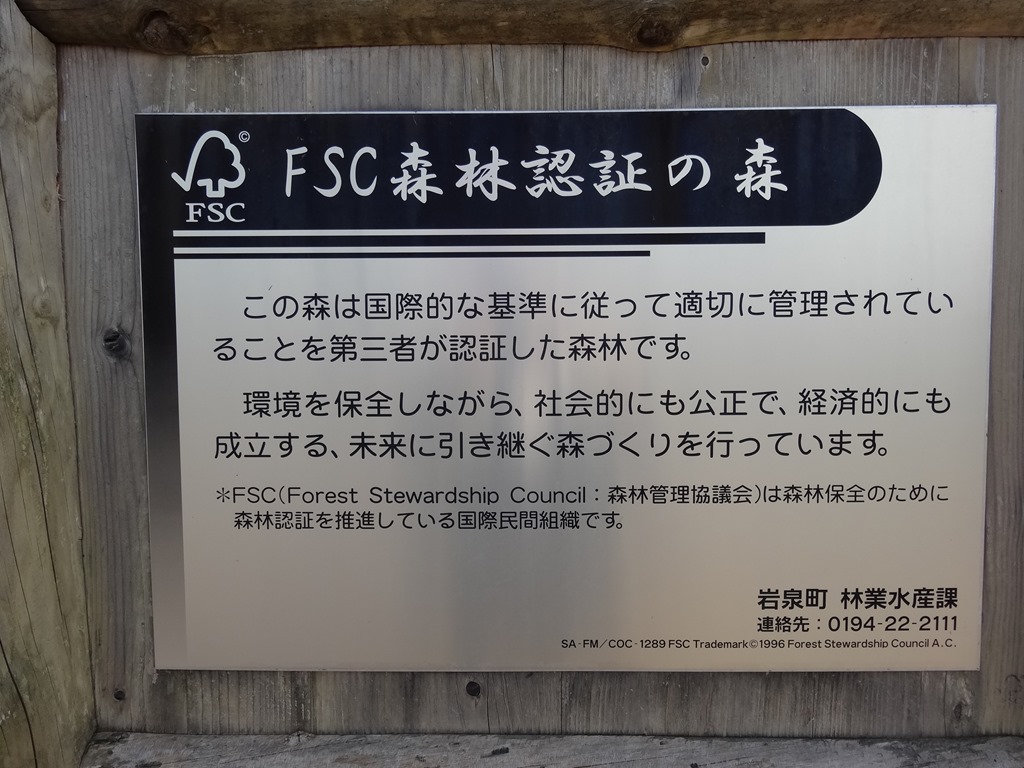 ©
FSC
FSC森林認証の森
この森は国際的な基準に従って適切に管理されてい
ることを第三者が認証した森林です。
環境を保全しながら、社会的にも公正で、経済的にも
成立する、未来に引き継ぐ森づくりを行っています。
＊FSC（Forest Stewardship Council：森林管理協議会）は森林保全のために
森林認証を推進している国際民間組織です。
岩泉町 林業水産課
連絡先：0194-22-2111
SA-FM／COC-1289 FSC Trademark©1996 Forest Stewardship Council A.C.